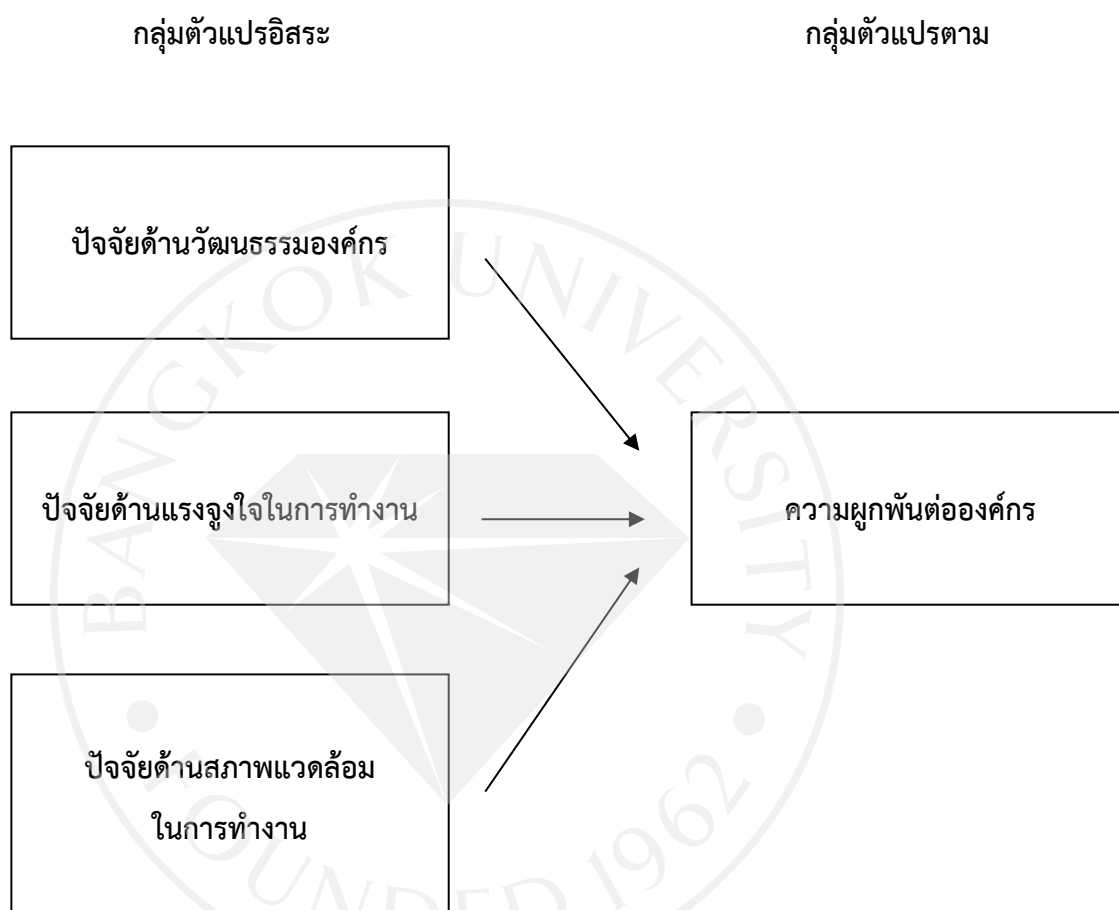 กลุ่มตัวแปรอิสระ
กลุ่มตัวแปรตาม
ปัจจัยด้านวัฒนธรรมองค์กร
ปัจจัยด้านแรงจูงใจในการทำงาน
ความผูกพันต่อองค์กร
ปัจจัยด้านสภาพแวดล้อม
ในการทำงาน
BANGKOK UNIVERSITY
FOUNDED 1962